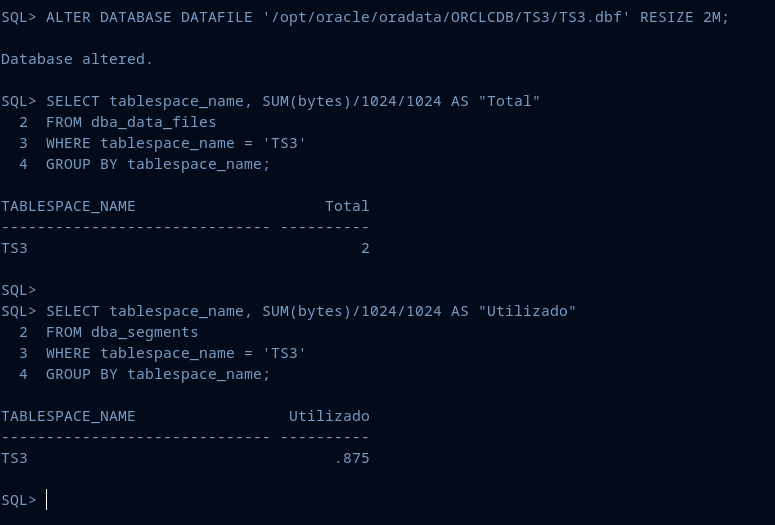 SQL> ALTER DATABASE DATAFILE '/opt/oracle/oradata/ORCLCDB/TS3/TS3.dbf' RESIZE 2M;
Database altered.
SQL> SELECT tablespace_name, SUM(bytes)/1024/1024 AS "Total"
  2  FROM dba_data_files
  3  WHERE tablespace_name = 'TS3'
  4  GROUP BY tablespace_name;
TABLESPACE_NAME                     Total
------------------------------ ----------
TS3                                     2
SQL>
SQL> SELECT tablespace_name, SUM(bytes)/1024/1024 AS "Utilizado"
  2  FROM dba_segments
  3  WHERE tablespace_name = 'TS3'
  4  GROUP BY tablespace_name;
TABLESPACE_NAME                 Utilizado
------------------------------ ----------
TS3                                  .875
SQL>